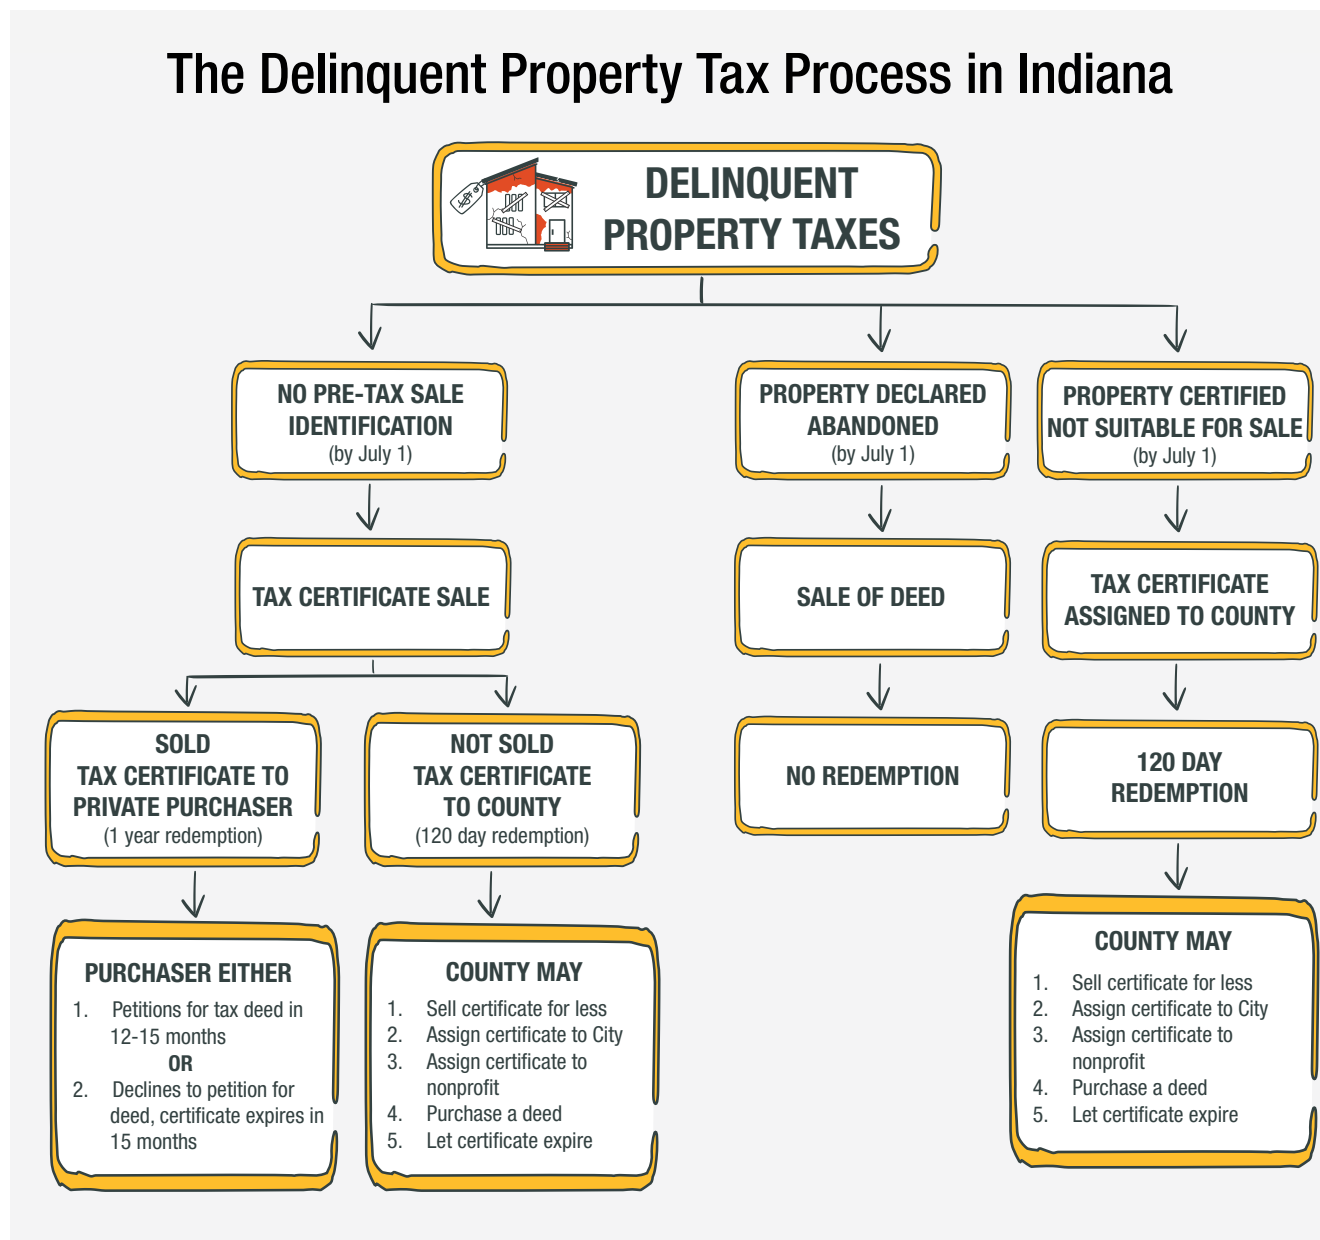 The Delinquent Property Tax Process in Indiana
$
DELINQUENT
PROPERTY TAXES
NO PRE-TAX SALE
IDENTIFICATION
(by July 1)
PROPERTY DECLARED
ABANDONED
(by July 1)
PROPERTY CERTIFIED
NOT SUITABLE FOR SALE
(by July 1)
TAX CERTIFICATE SALE
SALE OF DEED
TAX CERTIFICATE
ASSIGNED TO COUNTY
SOLD
TAX CERTIFICATE TO
PRIVATE PURCHASER
(1 year redemption)
NOT SOLD
TAX CERTIFICATE
TO COUNTY
(120 day redemption)
NO REDEMPTION
120 DAY
REDEMPTION
PURCHASER EITHER
1. Petitions for tax deed in
12-15 months
OR
2. Declines to petition for
deed, certificate expires in
15 months
COUNTY MAY
1. Sell certificate for less
2. Assign certificate to City
3. Assign certificate to
nonprofit
4. Purchase a deed
5. Let certificate expire
COUNTY MAY
1. Sell certificate for less
2. Assign certificate to City
3. Assign certificate to
nonprofit
4. Purchase a deed
5. Let certificate expire